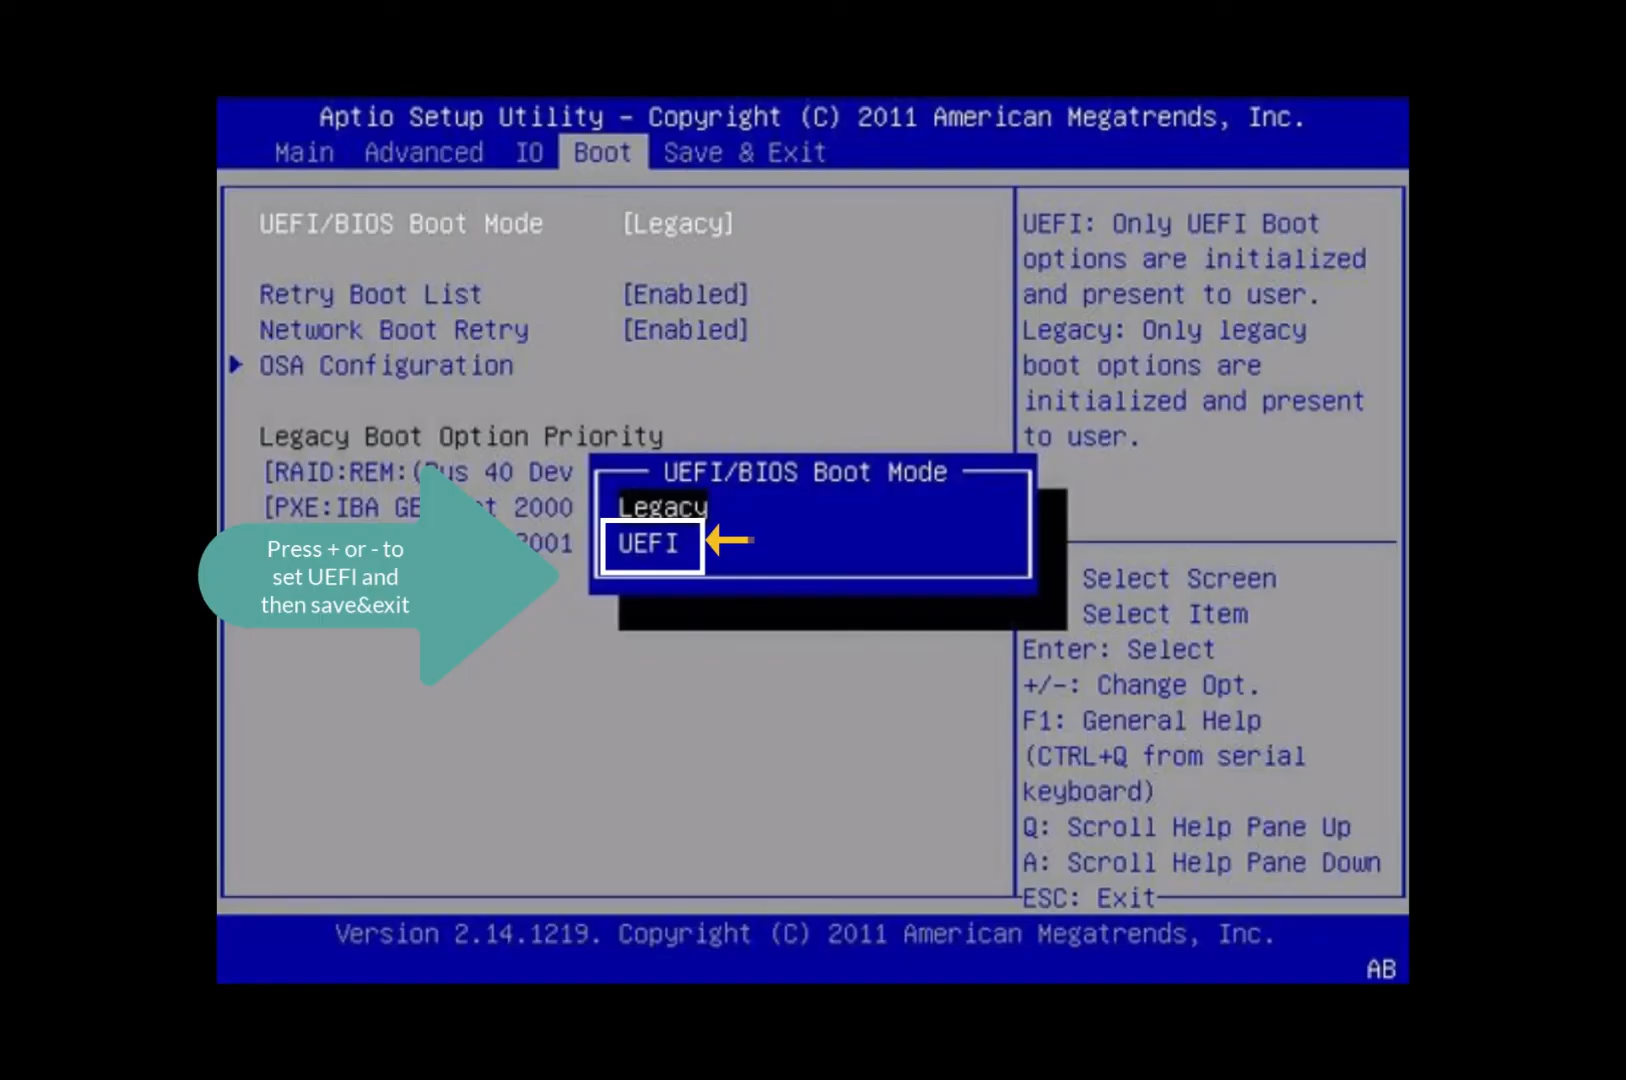 Aptio Setup Utility – Copyright (C) 2011 American Megatrends, Inc.
Main Advanced IO Boot Save & Exit
UEFI/BIOS Boot Mode [Legacy]
Retry Boot List [Enabled]
Network Boot Retry [Enabled]
OSA Configuration
Legacy Boot Option Priority
[RAID:REM:( 40 Dev
[PXE:IBA 2000
UEFI/BIOS Boot Mode
Legacy
UEFI
Press + or - to
set UEFI and
then save&exit
UEFI: Only UEFI Boot
options are initialized
and present to user.
Legacy: Only legacy
boot options are
initialized and present
to user.
Select Screen
Select Item
Enter: Select
+/-: Change Opt.
F1: General Help
(CTRL+Q from serial
keyboard)
Q: Scroll Help Pane Up
A: Scroll Help Pane Down
ESC: Exit
Version 2.14.1219. Copyright (C) 2011 American Megatrends, Inc.
AB